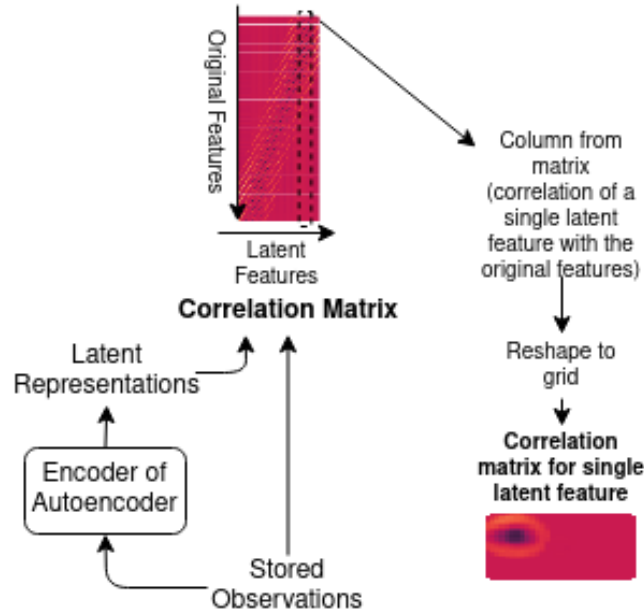 Original Features
Latent
Features
Correlation Matrix
Latent
Representations
Encoder of
Autoencoder
Stored
Observations
Column from
matrix
(correlation of a
single latent
feature with the
original features)
Reshape to
grid
Correlation
matrix for single
latent feature